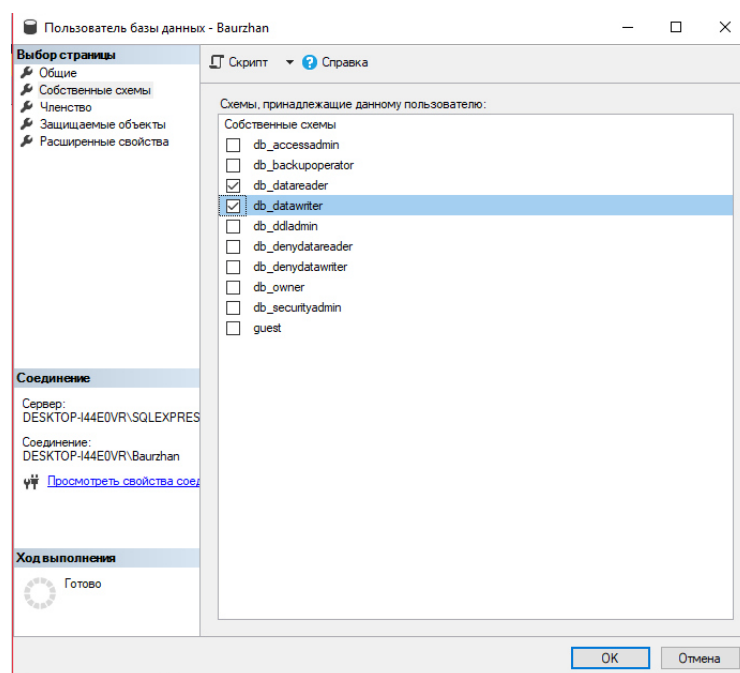 Пользователь базы данных - Baurzhan
Выбор страницы
Общие
Собственные схемы
Членство
Защищаемые объекты
Расширенные свойства
Скрипт
Справка
Схемы, принадлежащие данному пользователю:
Собственные схемы
db_accessadmin
db_backupoperator
db_datareader
db_datawriter
db_ddladmin
db_denydatareader
db_denydatawriter
db_owner
db_securityadmin
guest
Соединение
Сервер:
DESKTOP-I44E0VR\SQLEXPRES
Соединение:
DESKTOP-I44E0VR\Baurzhan
Просмотреть свойства соед
Ход выполнения
Готово
OK
Отмена